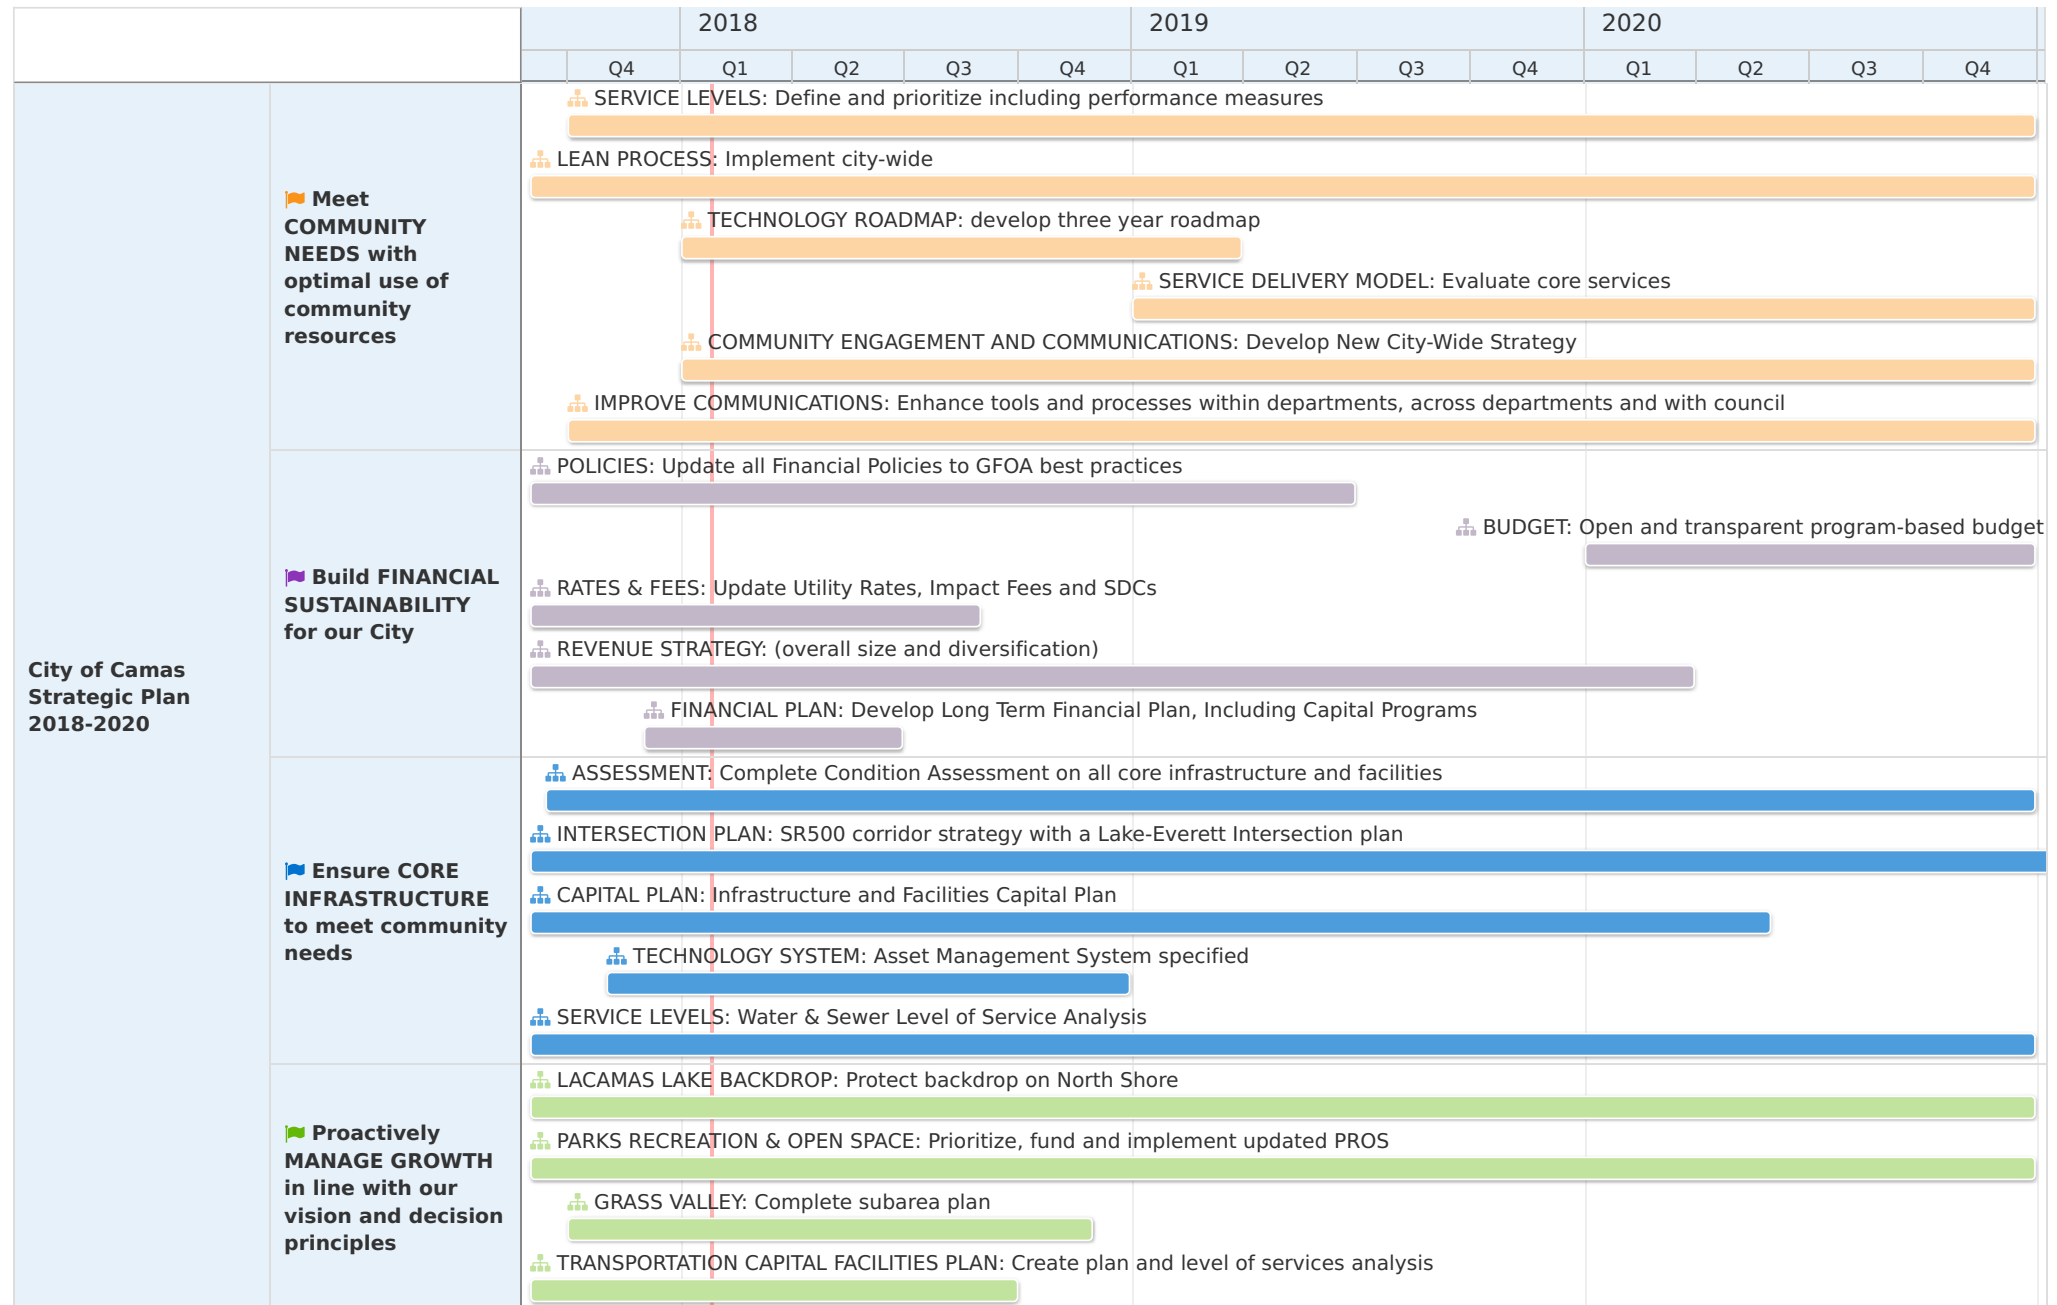 2018
2019
2020
Q4
Q1
Q2
Q3
Q4
Q1
Q2
Q3
Q4
Q1
Q2
Q3
Q4
City of Camas
Strategic Plan
2018-2020
Meet
COMMUNITY
NEEDS with
optimal use of
community
resources
SERVICE LEVELS: Define and prioritize including performance measures
LEAN PROCESS: Implement city-wide
TECHNOLOGY ROADMAP: develop three year roadmap
SERVICE DELIVERY MODEL: Evaluate core services
COMMUNITY ENGAGEMENT AND COMMUNICATIONS: Develop New City-Wide Strategy
IMPROVE COMMUNICATIONS: Enhance tools and processes within departments, across departments and with council
Build FINANCIAL
SUSTAINABILITY
for our City
POLICIES: Update all Financial Policies to GFOA best practices
BUDGET: Open and transparent program-based budget
RATES & FEES: Update Utility Rates, Impact Fees and SDCs
REVENUE STRATEGY: (overall size and diversification)
FINANCIAL PLAN: Develop Long Term Financial Plan, Including Capital Programs
Ensure CORE
INFRASTRUCTURE
to meet community
needs
ASSESSMENT: Complete Condition Assessment on all core infrastructure and facilities
INTERSECTION PLAN: SR500 corridor strategy with a Lake-Everett Intersection plan
CAPITAL PLAN: Infrastructure and Facilities Capital Plan
TECHNOLOGY SYSTEM: Asset Management System specified
SERVICE LEVELS: Water & Sewer Level of Service Analysis
Proactively
MANAGE GROWTH
in line with our
vision and decision
principles
LACAMAS LAKE BACKDROP: Protect backdrop on North Shore
PARKS RECREATION & OPEN SPACE: Prioritize, fund and implement updated PROS
GRASS VALLEY: Complete subarea plan
TRANSPORTATION CAPITAL FACILITIES PLAN: Create plan and level of services analysis